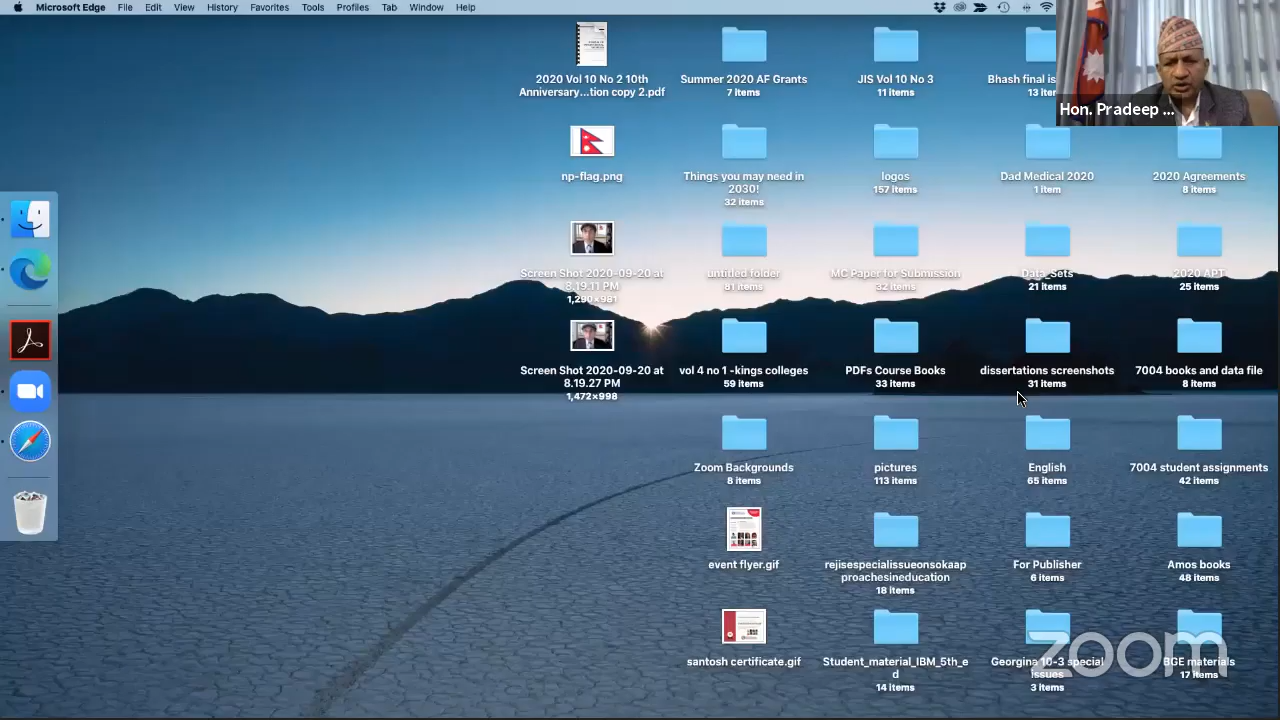 Microsoft Edge File Edit View History Favorites Tools Profiles Tab Window Help
2020 Vol 10 No 2 10th
Anniversary...tion copy 2.pdf
Summer 2020 AF Grants
7 items
JIS Vol 10 No 3
11 items
Bhash final is
13 iter
Hon. Pradeep ...
np-flag.png
Things you may need in
2030!
32 items
logos
157 items
Dad Medical 2020
1 item
2020 Agreements
8 items
Screen Shot 2020-09-20 at
8.19.11 PM
1,290×981
untitled folder
81 items
MC Paper for Submission
32 items
Data_Sets
21 items
2020 APT
25 items
Screen Shot 2020-09-20 at
8.19.27 PM
1,472×998
vol 4 no 1 -kings colleges
59 items
PDFs Course Books
33 items
dissertations screenshots
31 items
7004 books and data file
8 items
Zoom Backgrounds
8 items
pictures
113 items
English
65 items
7004 student assignments
42 items
event flyer.gif
rejisespecialissueonsokaap
proachesineducation
18 items
For Publisher
6 items
Amos books
48 items
santosh certificate.gif
Student_material_IBM_5th_e
d
14 items
Georgina 10-3 special
issues
3 items
BGE materials
17 items
zoom